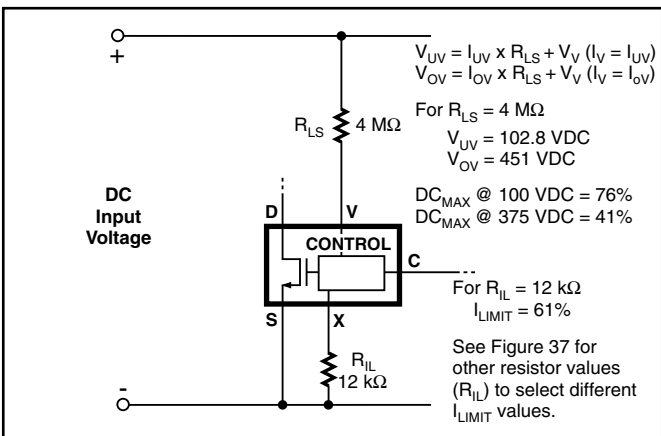 +
V_UV = I_UV x R_LS + V_V (I_V = I_UV)
V_OV = I_OV x R_LS + V_V (I_V = I_oV)
R_LS 4 MΩ
For R_LS = 4 MΩ
V_UV = 102.8 VDC
V_OV = 451 VDC
DC
Input
Voltage
DC_MAX @ 100 VDC = 76%
DC_MAX @ 375 VDC = 41%
D V
CONTROL
C
S X
For R_IL = 12 kΩ
I_LIMIT = 61%
R_IL
12 kΩ
See Figure 37 for
other resistor values
(R_IL) to select different
I_LIMIT values.
-